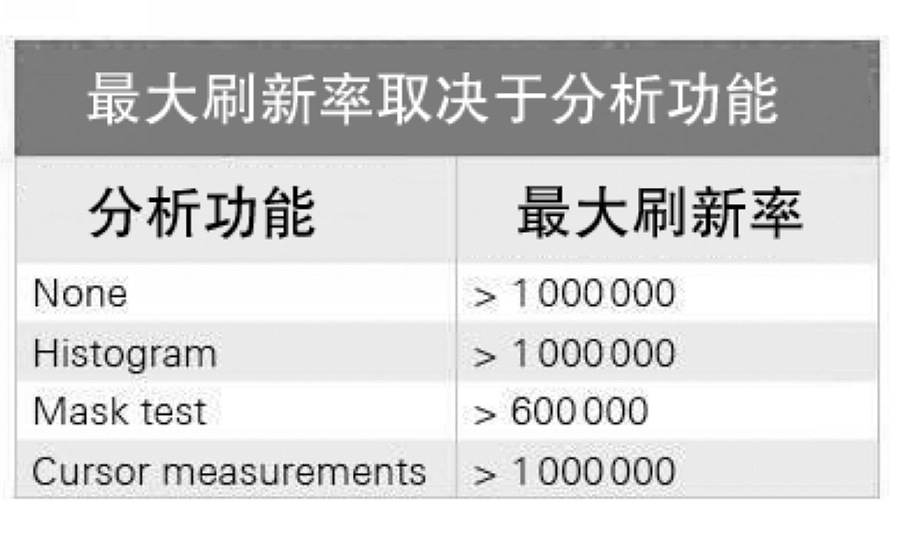 最大刷新率取决于分析功能
分析功能 最大刷新率
None > 1 000 000
Histogram > 1 000 000
Mask test > 600 000
Cursor measurements > 1 000 000